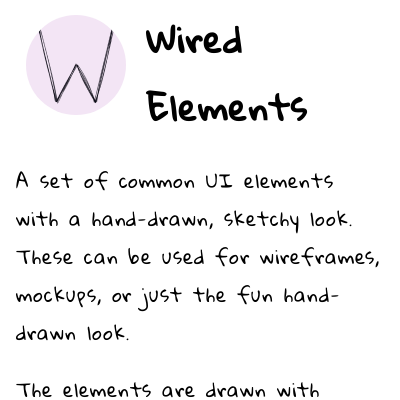 W
Wired
Elements
A set of common UI elements
with a hand-drawn, sketchy look.
These can be used for wireframes,
mockups, or just the fun hand-
drawn look.
The elements are drawn with